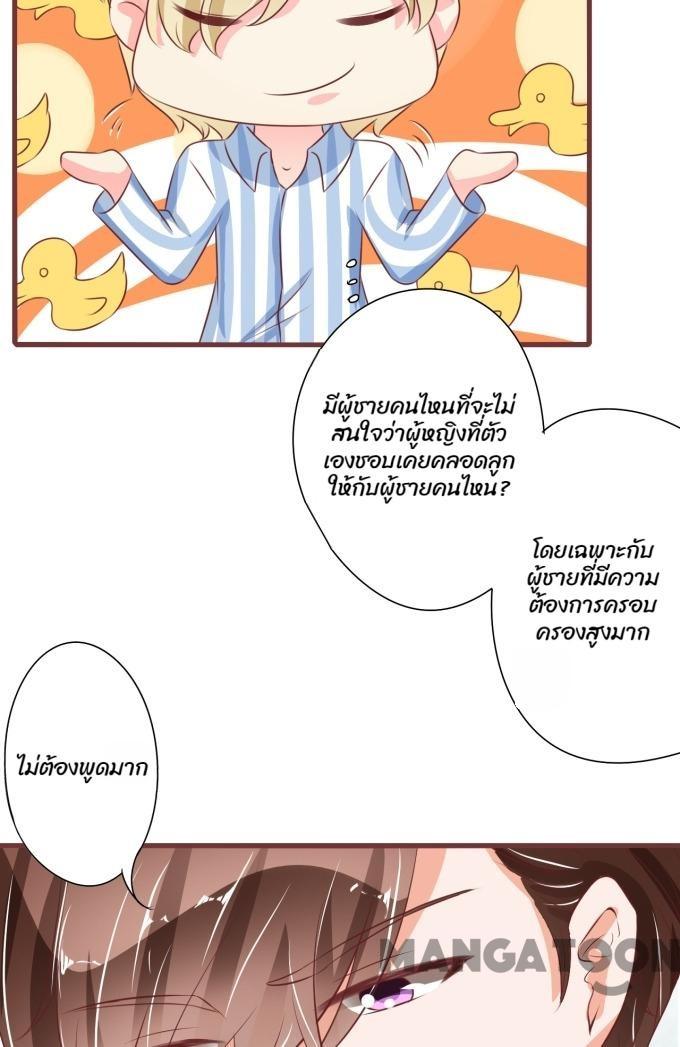 มีผู้ชายคนไหนที่จะไม่
สนใจว่าผู้หญิงที่ตัว
เองชอบเคยคลอดลูก
ให้กับผู้ชายคนไหน?
โดยเฉพาะกับ
ผู้ชายที่มีความ
ต้องการครอบ
ครองสูงมาก
ไม่ต้องพูดมาก
MANGATOON